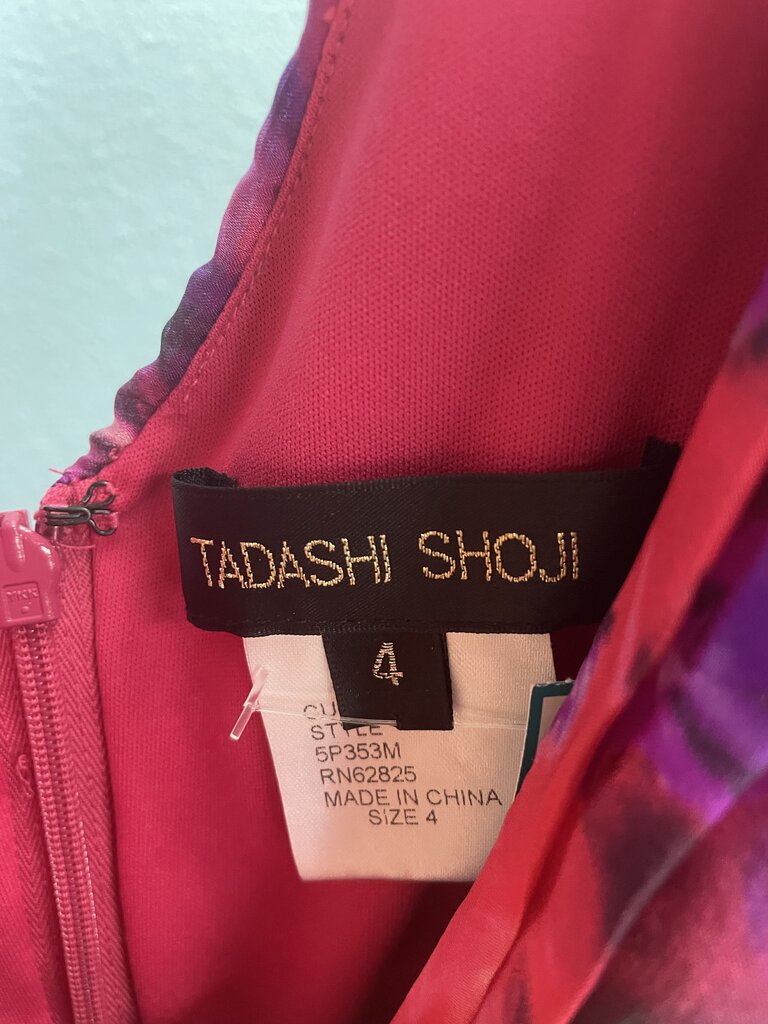 TADASHI SHOJI
4
STYLE
5P353M
RN62825
MADE IN CHINA
SIZE 4